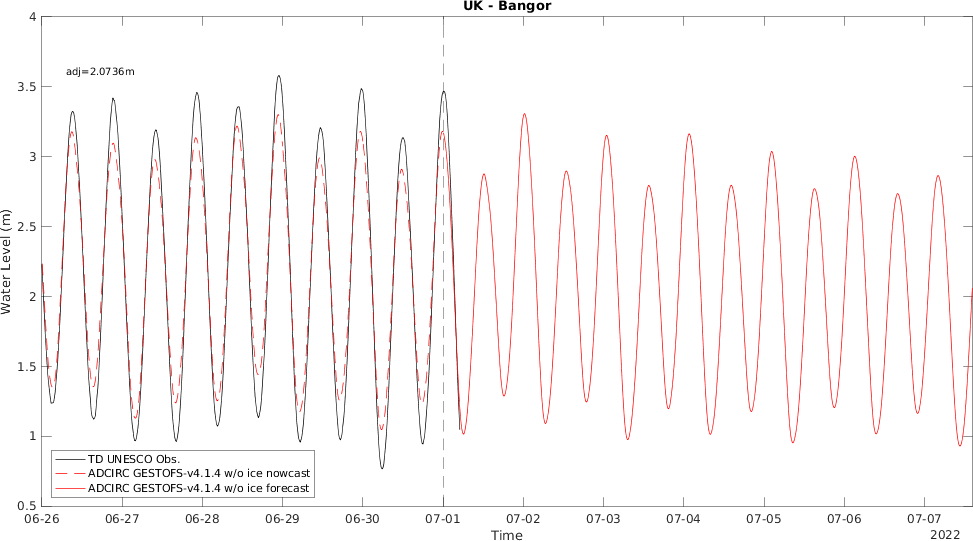 UK - Bangor
adj=2.0736m
Water Level (m)
4
3.5
3
2.5
2
1.5
1
0.5
TD UNESCO Obs.
ADCIRC GESTOFS-v4.1.4 w/o ice nowcast
ADCIRC GESTOFS-v4.1.4 w/o ice forecast
06-26 06-27 06-28 06-29 06-30 07-01 07-02 07-03 07-04 07-05 07-06 07-07
Time
2022